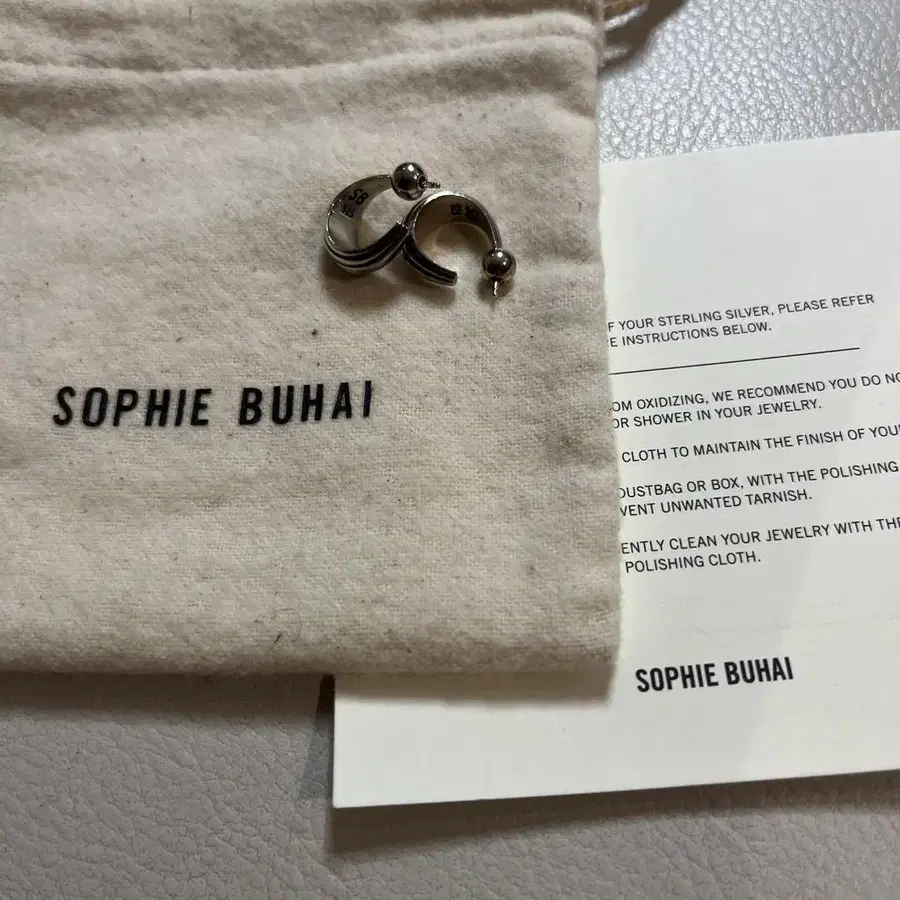 SB
SOPHIE BUHAI
F YOUR STERLING SILVER, PLEASE REFER
E INSTRUCTIONS BELOW.
OM OXIDIZING, WE RECOMMEND YOU DO NO
OR SHOWER IN YOUR JEWELRY.
CLOTH TO MAINTAIN THE FINISH OF YOU
DUSTBAG OR BOX, WITH THE POLISHING
VENT UNWANTED TARNISH.
ENTLY CLEAN YOUR JEWELRY WITH THE
POLISHING CLOTH.
SOPHIE BUHAI